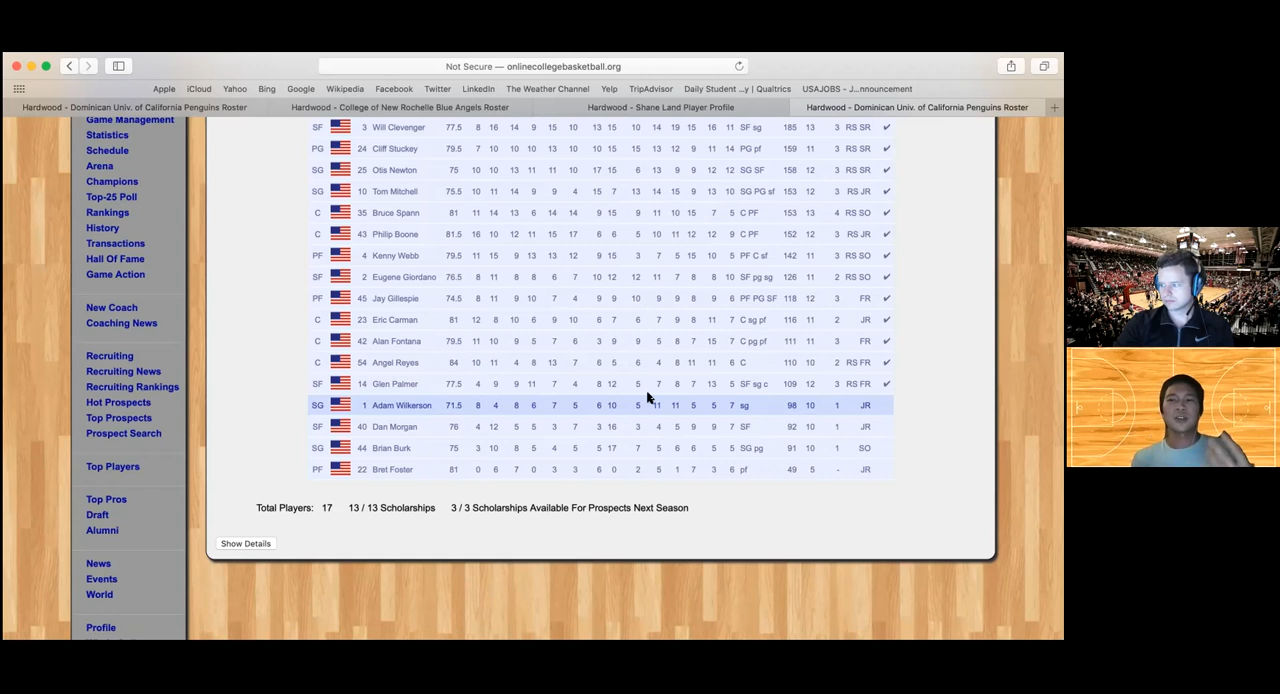 Not Secure — onlinecollegebasketball.org
Apple iCloud Yahoo Bing Google Wikipedia Facebook Twitter LinkedIn The Weather Channel Yelp TripAdvisor Daily Student ...y | Qualtrics USAJOBS - J...nnouncement
Hardwood - Dominican Univ. of California Penguins Roster Hardwood - College of New Rochelle Blue Angels Roster Hardwood - Shane Land Player Profile Hardwood - Dominican Univ. of California Penguins Roster
Game Management
Statistics
Schedule
Arena
Champions
Top-25 Poll
Rankings
History
Transactions
Hall Of Fame
Game Action
New Coach
Coaching News
Recruiting
Recruiting News
Recruiting Rankings
Hot Prospects
Top Prospects
Prospect Search
Top Players
Top Pros
Draft
Alumni
News
Events
World
Profile
SF 3 Will Clevenger 77.5 8 16 14 9 15 10 13 15 10 14 19 15 16 11 SF sg 185 13 3 RS SR ✔
PG 24 Cliff Stuckey 79.5 7 10 10 10 13 10 10 15 15 13 12 9 11 14 PG pf 159 11 3 RS SR ✔
SG 25 Otis Newton 75 10 10 13 11 11 10 17 15 6 13 9 9 12 12 SG SF 158 12 3 RS SR ✔
SG 10 Tom Mitchell 75.5 10 11 14 9 9 4 15 7 13 14 15 9 13 10 SG PG sf 153 12 3 RS JR ✔
C 35 Bruce Spann 81 11 14 13 6 14 14 9 15 9 11 10 15 7 5 C PF 153 13 4 RS SO ✔
C 43 Philip Boone 81.5 16 10 12 11 15 17 6 6 5 10 11 12 12 9 C PF 152 12 3 RS JR ✔
PF 4 Kenny Webb 79.5 11 15 9 13 13 12 9 15 3 7 5 15 10 5 PF C sf 142 11 3 RS SO ✔
SF 2 Eugene Giordano 76.5 8 11 8 8 6 7 10 12 12 11 7 8 8 10 SF pg sg 126 11 2 RS SO ✔
PF 45 Jay Gillespie 74.5 8 11 9 10 7 4 9 9 10 9 9 8 9 6 PF PG SF 118 12 3 FR ✔
C 23 Eric Carman 81 12 8 10 6 9 10 6 7 6 7 9 8 11 7 C sg pf 116 11 2 JR ✔
C 42 Alan Fontana 79.5 11 10 9 7 9 3 9 9 5 8 7 15 C pg pf 111 11 3 FR ✔
C 54 Angel Reyes 84 10 11 4 8 13 7 6 5 6 4 8 11 11 6 C 110 10 2 RS FR ✔
SF 14 Glen Palmer 77.5 4 9 9 11 7 4 8 12 5 7 8 7 13 5 SF sg c 109 12 3 RS FR ✔
SG 1 Adam Wilkerson 71.5 8 4 8 6 7 5 6 10 5 11 11 5 5 7 sg 98 10 1 JR
SF 40 Dan Morgan 76 4 12 5 5 3 7 3 16 3 4 5 9 9 7 SF 92 10 1 JR
SG 44 Brian Burk 75 3 10 8 5 4 5 5 17 7 5 6 6 5 5 SG pg 91 10 1 SO
PF 22 Bret Foster 81 0 6 7 0 3 3 6 0 2 5 1 7 3 6 pf 49 5 - JR
Total Players: 17 13 / 13 Scholarships 3 / 3 Scholarships Available For Prospects Next Season
Show Details